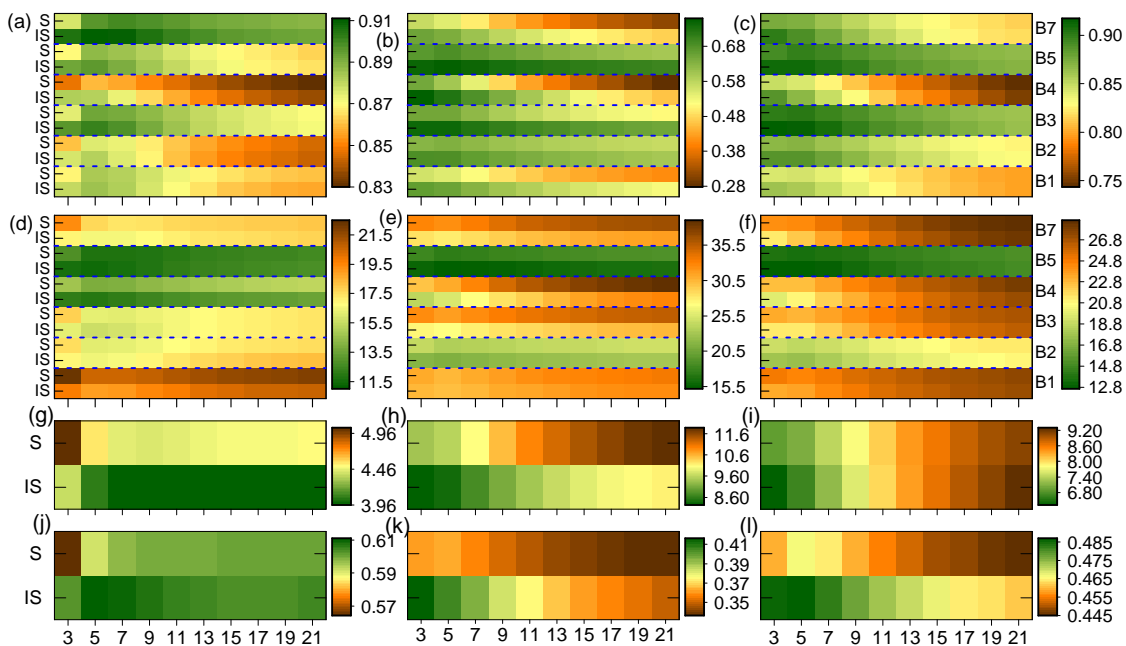 (a) (b) (c)
S IS S IS S IS S IS S IS S IS
0.91 0.89 0.87 0.85 0.83
0.68 0.58 0.48 0.38 0.28
B7 B5 B4 B3 B2 B1
0.90 0.85 0.80 0.75
(d) (e) (f)
S IS S IS S IS S IS S IS S IS
21.5 19.5 17.5 15.5 13.5 11.5
35.5 30.5 25.5 20.5 15.5
B7 B5 B4 B3 B2 B1
26.8 24.8 22.8 20.8 18.8 16.8 14.8 12.8
(g) (h) (i)
S
IS
4.96 4.46 3.96
11.6 10.6 9.60 8.60
9.20 8.60 8.00 7.40 6.80
(j) (k) (l)
S
IS
0.61 0.59 0.57
0.41 0.39 0.37 0.35
0.485 0.475 0.465 0.455 0.445
3 5 7 9 11 13 15 17 19 21
3 5 7 9 11 13 15 17 19 21
3 5 7 9 11 13 15 17 19 21